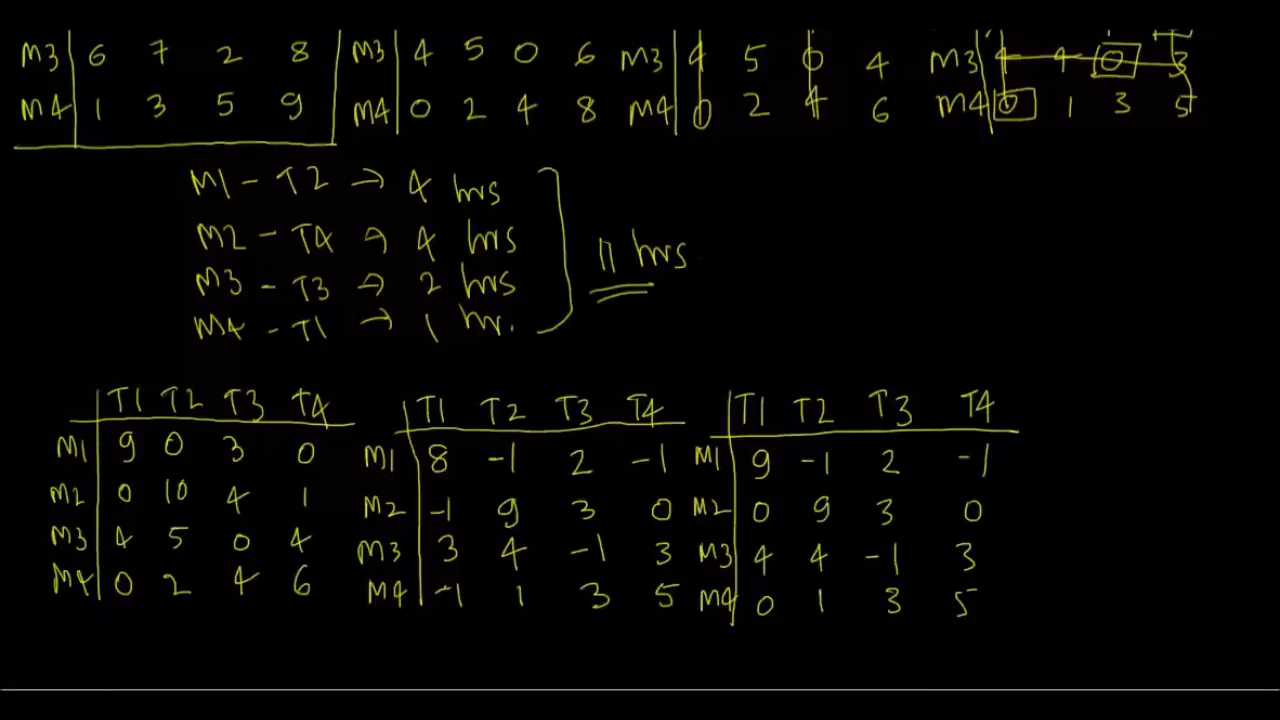 M3 6 7 2 8 M3 4 5 0 6 M3 4 5 0 4 M3 4 4 0 3
M4 1 3 5 9 M4 0 2 4 8 M4 0 2 4 6 M4 0 1 3 5
M1 - T2 → 4 hrs
M2 - T4 → 4 hrs
11 hrs
M3 - T3 → 2 hrs
M4 - T1 → 1 hr.
T1 T2 T3 T4 T1 T2 T3 T4 T1 T2 T3 T4
M1 9 0 3 0 M1 8 -1 2 -1 M1 9 -1 2 -1
M2 0 10 4 1 M2 -1 9 3 0 M2 0 9 3 0
M3 4 5 0 4 M3 3 4 -1 3 M3 4 4 -1 3
M4 0 2 4 6 M4 -1 1 3 5 M4 0 1 3 5